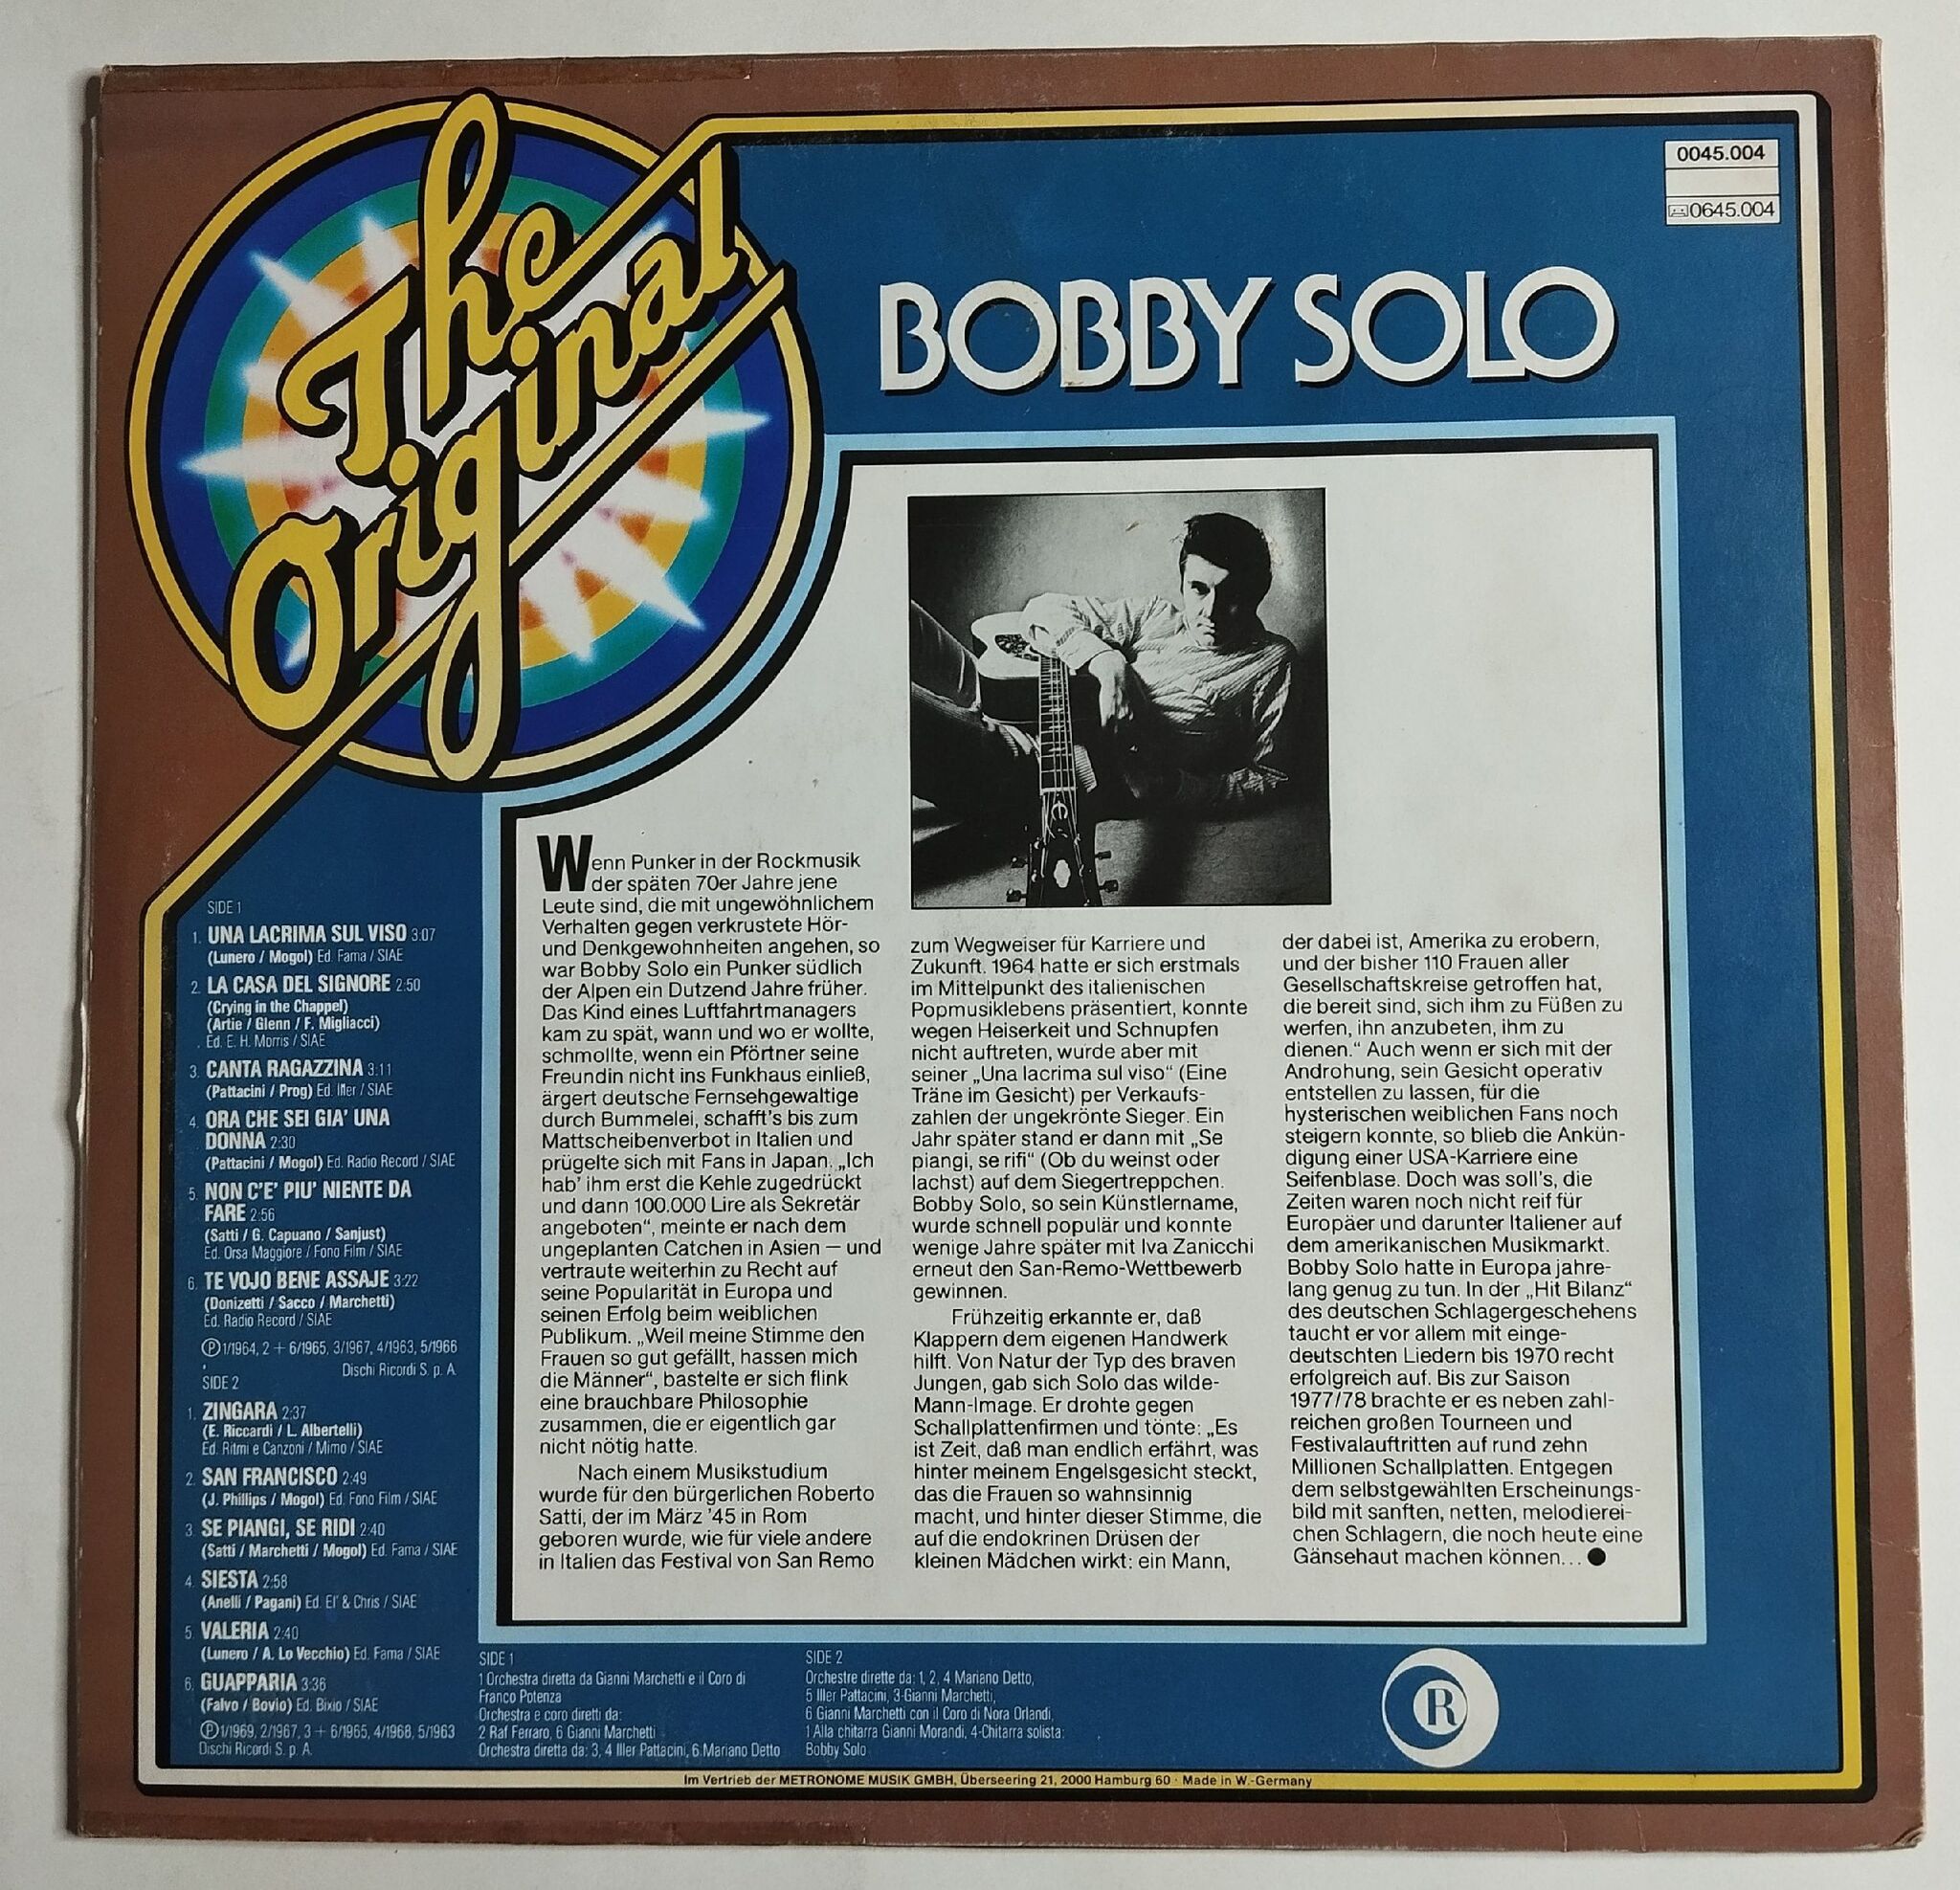 The
Original
0045.004
0645.004
BOBBY SOLO
Wenn Punker in der Rockmusik
der späten 70er Jahre jene
Leute sind, die mit ungewöhnlichem
Verhalten gegen verkrustete Hör-
und Denkgewohnheiten angehen, so
war Bobby Solo ein Punker südlich
der Alpen ein Dutzend Jahre früher.
Das Kind eines Luftfahrtmanagers
kam zu spät, wann und wo er wollte,
schmollte, wenn ein Pförtner seine
Freundin nicht ins Funkhaus einließ,
ärgert deutsche Fernsehgewaltige
durch Bummelei, schafft's bis zum
Mattscheibenverbot in Italien und
prügelte sich mit Fans in Japan. „Ich
hab' ihm erst die Kehle zugedrückt
und dann 100.000 Lire als Sekretär
angeboten“, meinte er nach dem
ungeplanten Catchen in Asien — und
vertraute weiterhin zu Recht auf
seine Popularität in Europa und
seinen Erfolg beim weiblichen
Publikum. „Weil meine Stimme den
Frauen so gut gefällt, hassen mich
die Männer“, bastelte er sich flink
eine brauchbare Philosophie
zusammen, die er eigentlich gar
nicht nötig hatte.
Nach einem Musikstudium
wurde für den bürgerlichen Roberto
Satti, der im März '45 in Rom
geboren wurde, wie für viele andere
in Italien das Festival von San Remo
zum Wegweiser für Karriere und
Zukunft. 1964 hatte er sich erstmals
im Mittelpunkt des italienischen
Popmusiklebens präsentiert, konnte
wegen Heiserkeit und Schnupfen
nicht auftreten, wurde aber mit
seiner „Una lacrima sul viso“ (Eine
Träne im Gesicht) per Verkaufs-
zahlen der ungekrönte Sieger. Ein
Jahr später stand er dann mit „Se
piangi, se rifi“ (Ob du weinst oder
lachst) auf dem Siegertreppchen.
Bobby Solo, so sein Künstlername,
wurde schnell populär und konnte
wenige Jahre später mit Iva Zanicchi
erneut den San-Remo-Wettbewerb
gewinnen.
Frühzeitig erkannte er, daß
Klappern dem eigenen Handwerk
hilft. Von Natur der Typ des braven
Jungen, gab sich Solo das wilde-
Mann-Image. Er drohte gegen
Schallplattenfirmen und tönte: „Es
ist Zeit, daß man endlich erfährt, was
hinter meinem Engelsgesicht steckt,
das die Frauen so wahnsinnig
macht, und hinter dieser Stimme, die
auf die endokrinen Drüsen der
kleinen Mädchen wirkt: ein Mann,
der dabei ist, Amerika zu erobern,
und der bisher 110 Frauen aller
Gesellschaftskreise getroffen hat,
die bereit sind, sich ihm zu Füßen zu
werfen, ihn anzubeten, ihm zu
dienen.“ Auch wenn er sich mit der
Androhung, sein Gesicht operativ
entstellen zu lassen, für die
hysterischen weiblichen Fans noch
steigern konnte, so blieb die Ankün-
digung einer USA-Karriere eine
Seifenblase. Doch was soll's, die
Zeiten waren noch nicht reif für
Europäer und darunter Italiener auf
dem amerikanischen Musikmarkt.
Bobby Solo hatte in Europa jahre-
lang genug zu tun. In der „Hit Bilanz“
des deutschen Schlagergeschehens
taucht er vor allem mit einge-
deutschten Liedern bis 1970 recht
erfolgreich auf. Bis zur Saison
1977/78 brachte er es neben zahl-
reichen großen Tourneen und
Festivalauftritten auf rund zehn
Millionen Schallplatten. Entgegen
dem selbstgewählten Erscheinungs-
bild mit sanften, netten, melodierei-
chen Schlagern, die noch heute eine
Gänsehaut machen können... ●
SIDE 1
1. UNA LACRIMA SUL VISO 3:07
(Lunero / Mogol) Ed. Fama / SIAE
2. LA CASA DEL SIGNORE 2:50
(Crying in the Chappel)
(Artie / Glenn / F. Migliacci)
Ed. E. H. Morris / SIAE
3. CANTA RAGAZZINA 3:11
(Pattacini / Prog) Ed. Iller / SIAE
4. ORA CHE SEI GIA' UNA
DONNA 2:30
(Pattacini / Mogol) Ed. Radio Record / SIAE
5. NON C'E' PIU' NIENTE DA
FARE 2:56
(Satti / G. Capuano / Sanjust)
Ed. Orsa Maggiore / Fono Film / SIAE
6. TE VOJO BENE ASSAJE 3:22
(Donizetti / Sacco / Marchetti)
Ed. Radio Record / SIAE
Ⓟ1/1964, 2 + 6/1965, 3/1967, 4/1963, 5/1966
Dischi Ricordi S. p. A.
SIDE 2
1. ZINGARA 2:37
(E. Riccardi / L. Albertelli)
Ed. Ritmi e Canzoni / Mimo / SIAE
2. SAN FRANCISCO 2:49
(J. Phillips / Mogol) Ed. Fono Film / SIAE
3. SE PIANGI, SE RIDI 2:40
(Satti / Marchetti / Mogol) Ed. Fama / SIAE
4. SIESTA 2:58
(Anelli / Pagani) Ed. El' & Chris / SIAE
5. VALERIA 2:40
(Lunero / A. Lo Vecchio) Ed. Fama / SIAE
6. GUAPPARIA 3:36
(Falvo / Bovio) Ed. Bixio / SIAE
Ⓟ1/1969, 2/1967, 3 + 6/1965, 4/1968, 5/1963
Dischi Ricordi S. p. A.
SIDE 1
1 Orchestra diretta da Gianni Marchetti e il Coro di
Franco Potenza
Orchestra e coro diretti da:
2 Raf Ferraro, 6 Gianni Marchetti
Orchestra diretta da: 3, 4 Iller Pattacini, 6 Mariano Detto
SIDE 2
Orchestre dirette da: 1, 2, 4 Mariano Detto,
5 Iller Pattacini, 3 Gianni Marchetti,
6 Gianni Marchetti con il Coro di Nora Orlandi,
1 Alla chitarra Gianni Morandi, 4 Chitarra solista:
Bobby Solo
R
Im Vertrieb der METRONOME MUSIK GMBH, Überseering 21, 2000 Hamburg 60 · Made in W.-Germany